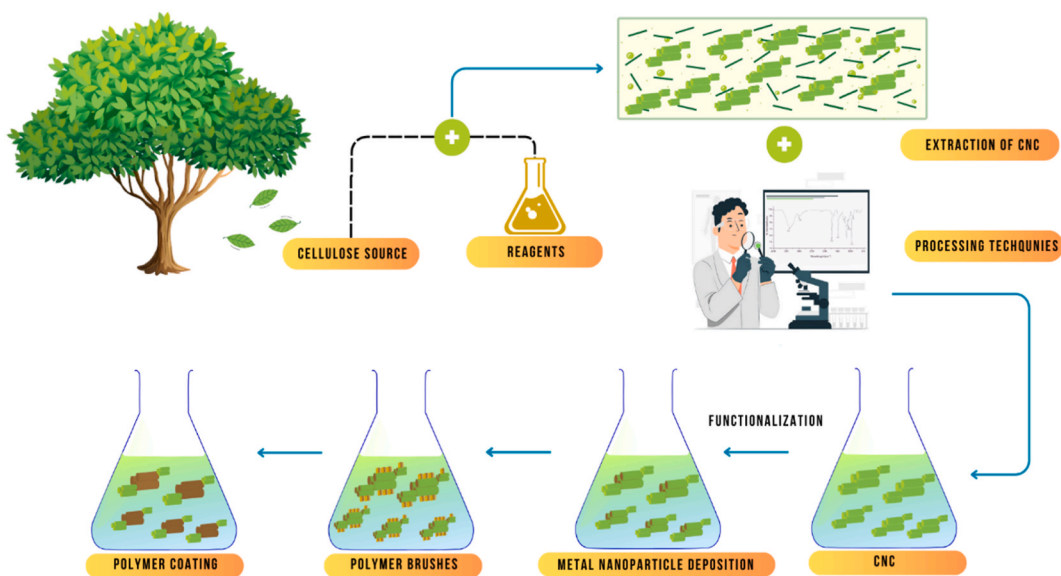 EXTRACTION OF CNC
CELLULOSE SOURCE
REAGENTS
PROCESSING TECHQUNIES
FUNCTIONALIZATION
POLYMER COATING
POLYMER BRUSHES
METAL NANOPARTICLE DEPOSITION
CNC